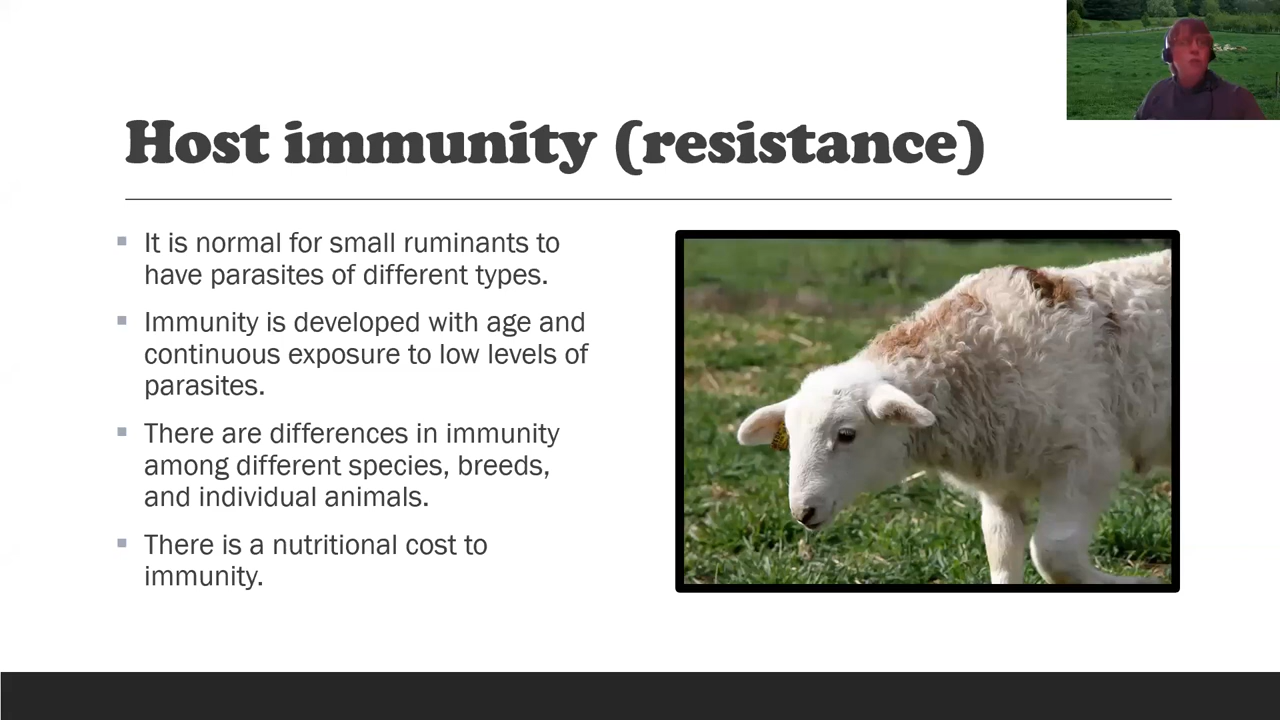 Host immunity (resistance)
It is normal for small ruminants to
have parasites of different types.
Immunity is developed with age and
continuous exposure to low levels of
parasites.
There are differences in immunity
among different species, breeds,
and individual animals.
There is a nutritional cost to
immunity.